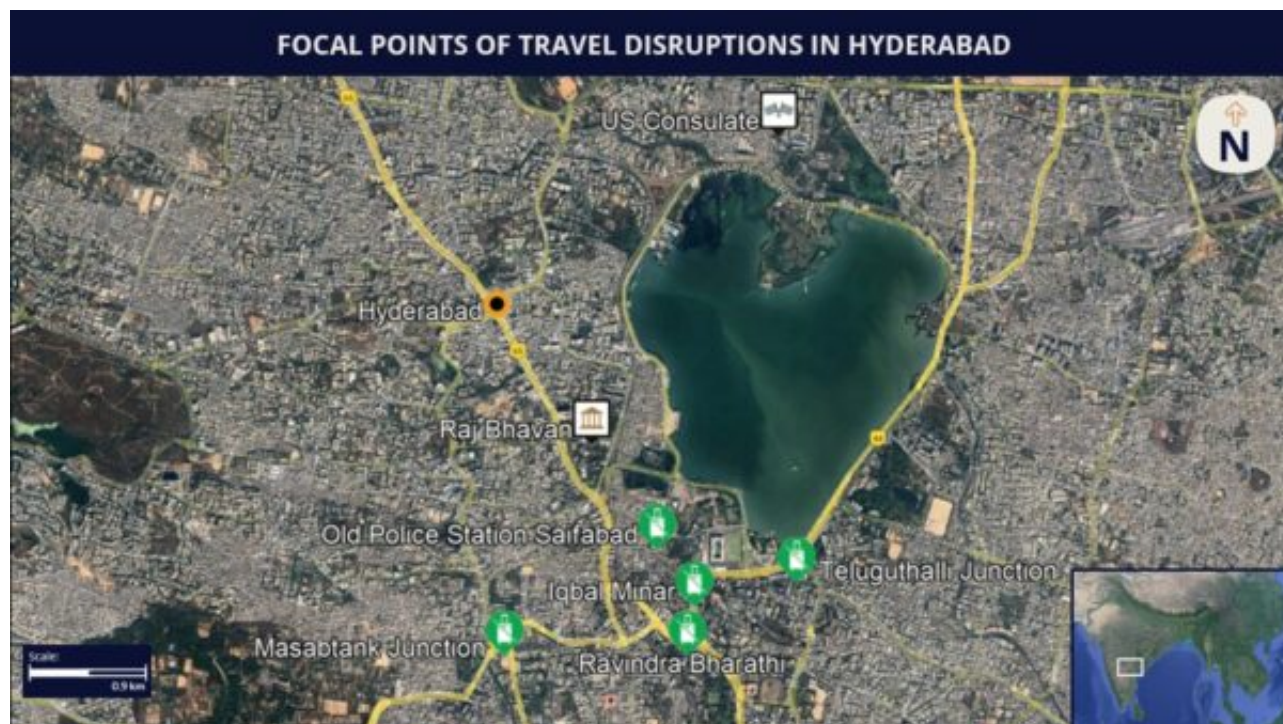 FOCAL POINTS OF TRAVEL DISRUPTIONS IN HYDERABAD
US Consulate
N
Hyderabad
Raj Bhavan
Old Police Station Saifabad
Iqbal Minar
Teluguthalli Junction
Masabtank Junction
Ravindra Bharathi
Scale:
0.9 km